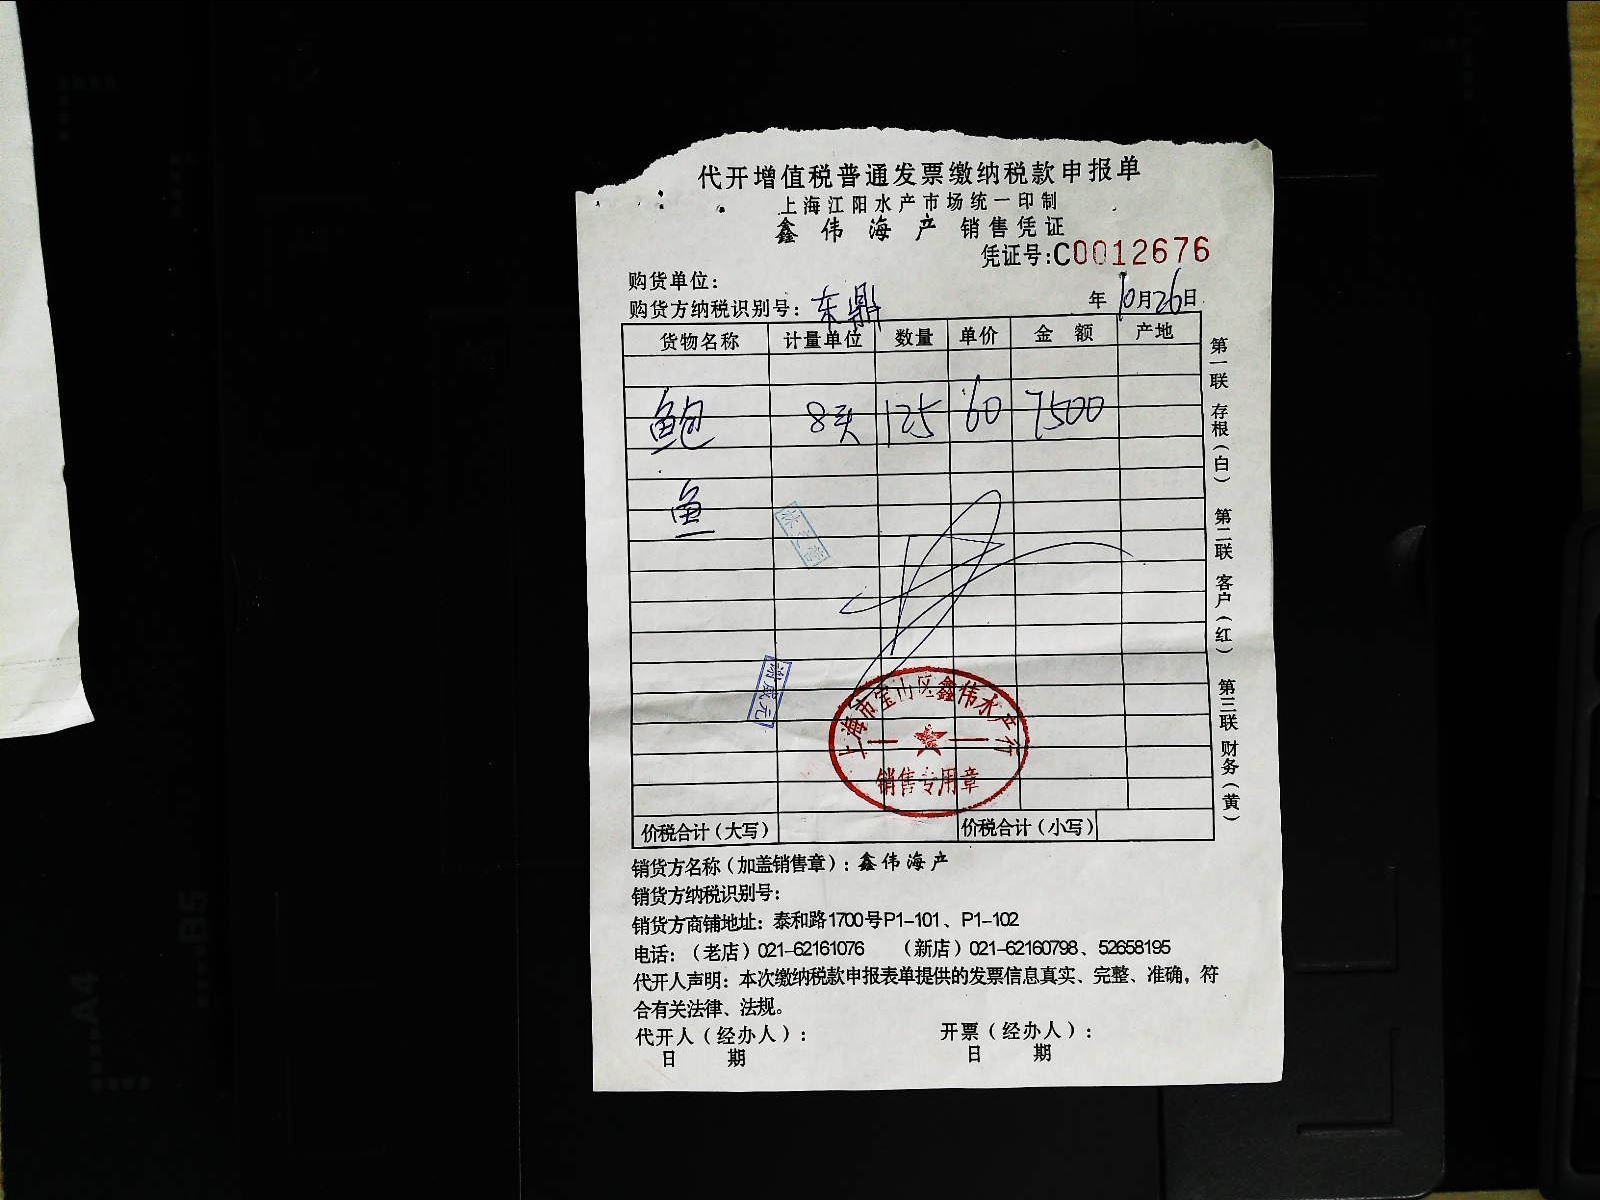 代开增值税普通发票缴纳税款申报单
上海江阳水产市场统一印制
鑫伟海产 销售凭证
凭证号:C0012676
购货单位:
购货方纳税识别号: 东鼎
年10月26日
货物名称 计量单位 数量 单价 金额 产地
鲍 8头 125 60 7500
鱼
上海市宝山区鑫伟水产行
销售专用章
价税合计(大写) 价税合计(小写)
销货方名称(加盖销售章):鑫伟海产
销货方纳税识别号:
销货方商铺地址:泰和路1700号P1-101、P1-102
电话:(老店)021-62161076 (新店)021-62160798、52658195
代开人声明:本次缴纳税款申报表单提供的发票信息真实、完整、准确,符
合有关法律、法规。
代开人(经办人): 开票(经办人):
日 期 日 期
第一联 存根(白) 第二联 客户(红) 第三联 财务(黄)
A4
B5